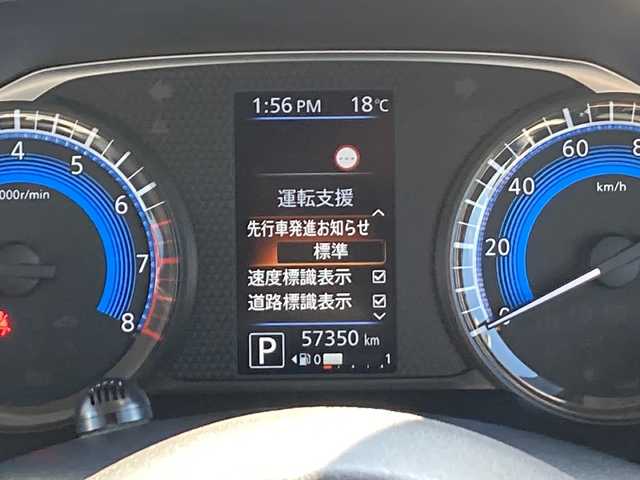 1:56 PM 18℃
運転支援
先行車発進お知らせ
標準
速度標識表示
道路標識表示
57350 km
P
0 1
4
5
6
7
8
000r/min
0
20
40
60
8
km/h